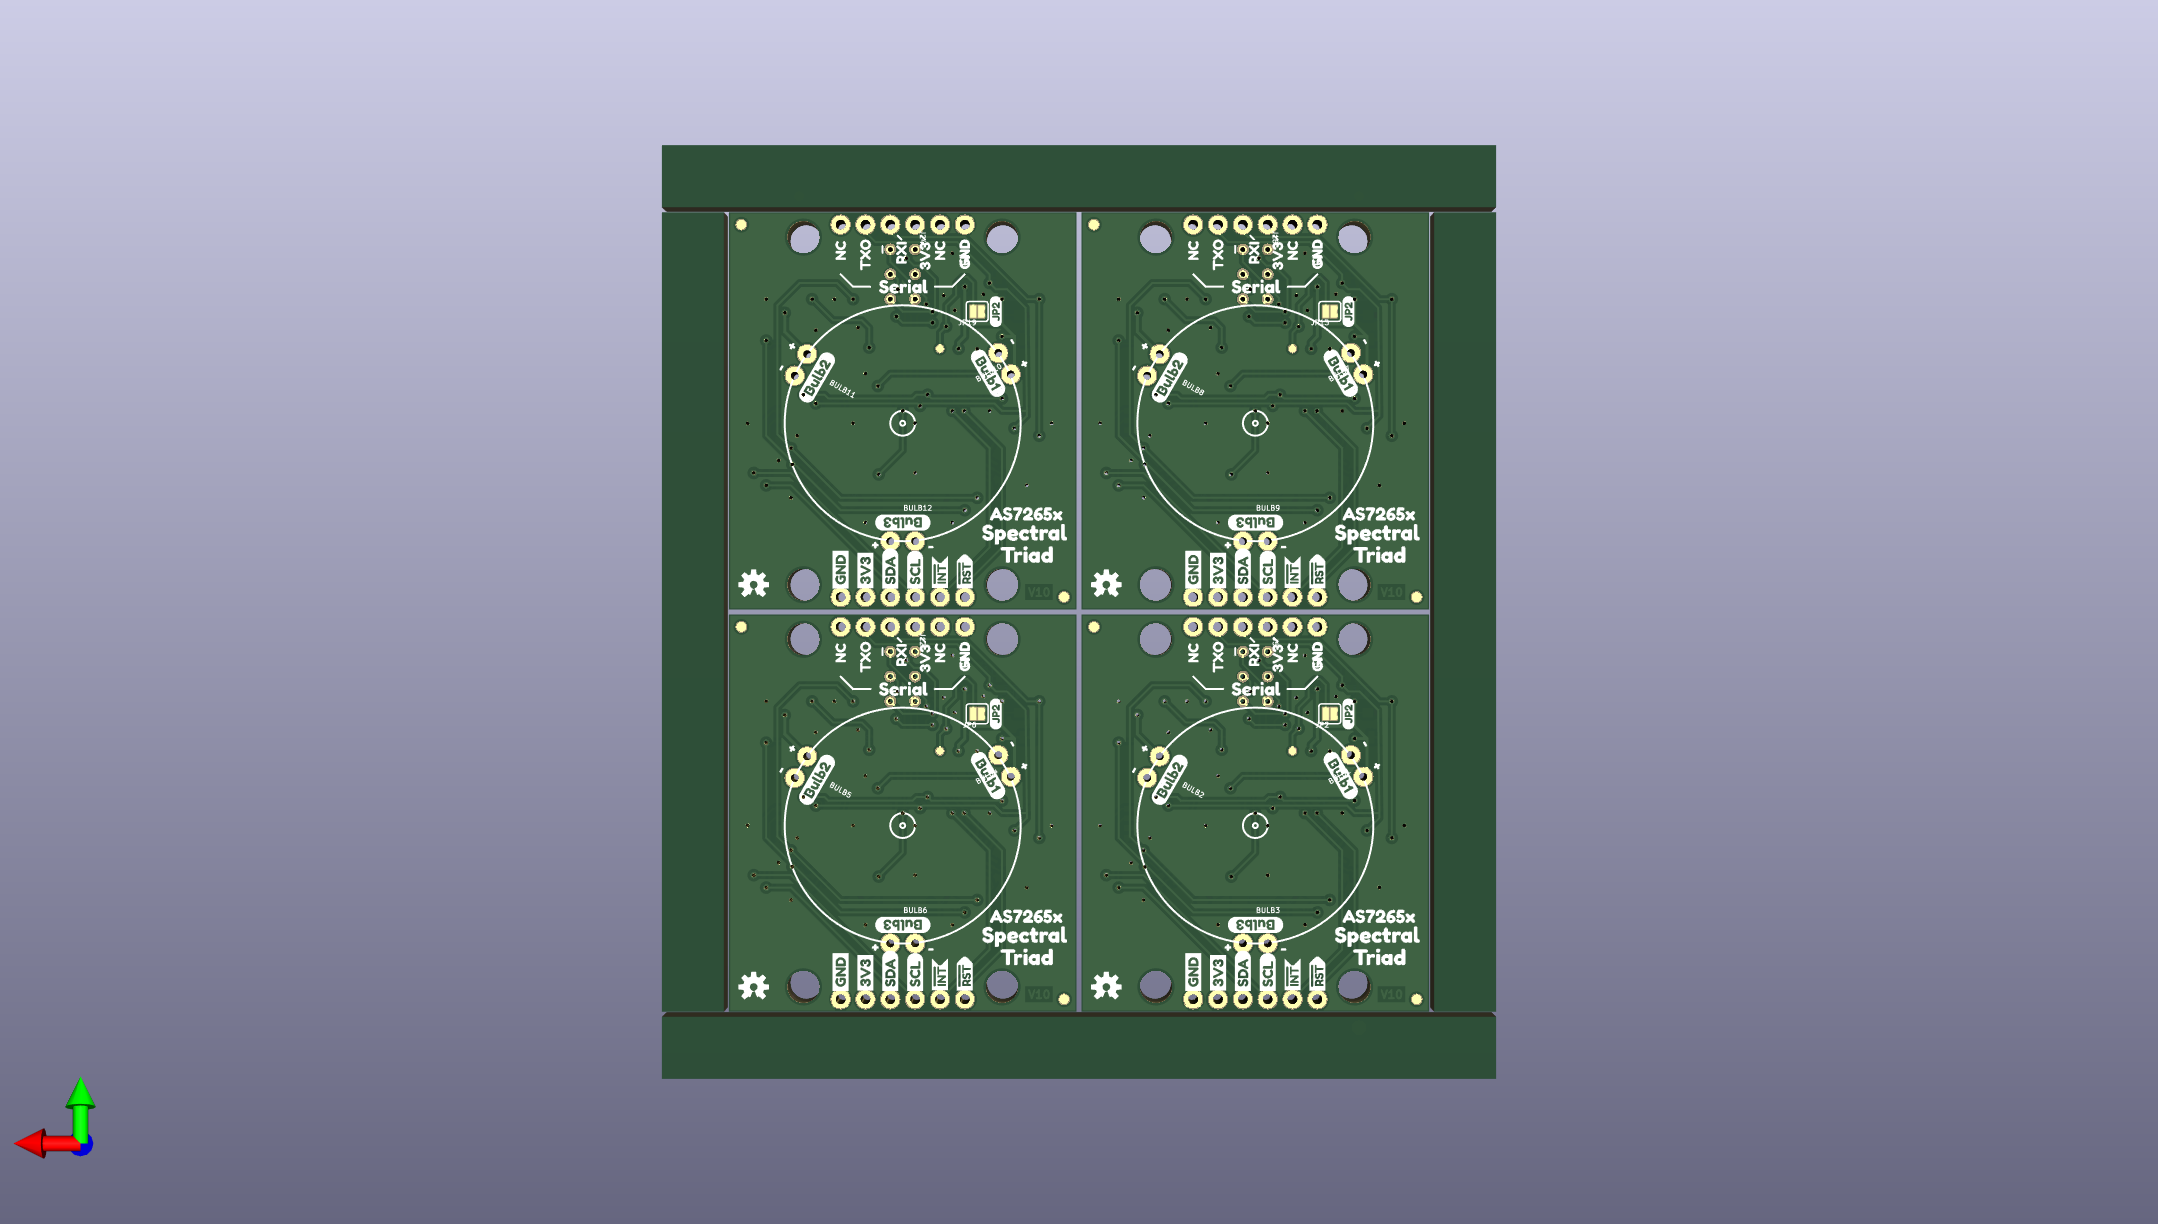 NC TXO RXI 3V3 NC GND
Serial
JP2
Bulb2 Bulb1
BULB11
BULB12
Bulb3
AS7265x
Spectral
Triad
GND 3V3 SDA SCL INT RST
V10
NC TXO RXI 3V3 NC GND
Serial
JP2
Bulb2 Bulb1
BULB8
BULB9
Bulb3
AS7265x
Spectral
Triad
GND 3V3 SDA SCL INT RST
V10
NC TXO RXI 3V3 NC GND
Serial
JP2
Bulb2 Bulb1
BULB5
BULB6
Bulb3
AS7265x
Spectral
Triad
GND 3V3 SDA SCL INT RST
V10
NC TXO RXI 3V3 NC GND
Serial
JP2
Bulb2 Bulb1
BULB2
BULB3
Bulb3
AS7265x
Spectral
Triad
GND 3V3 SDA SCL INT RST
V10